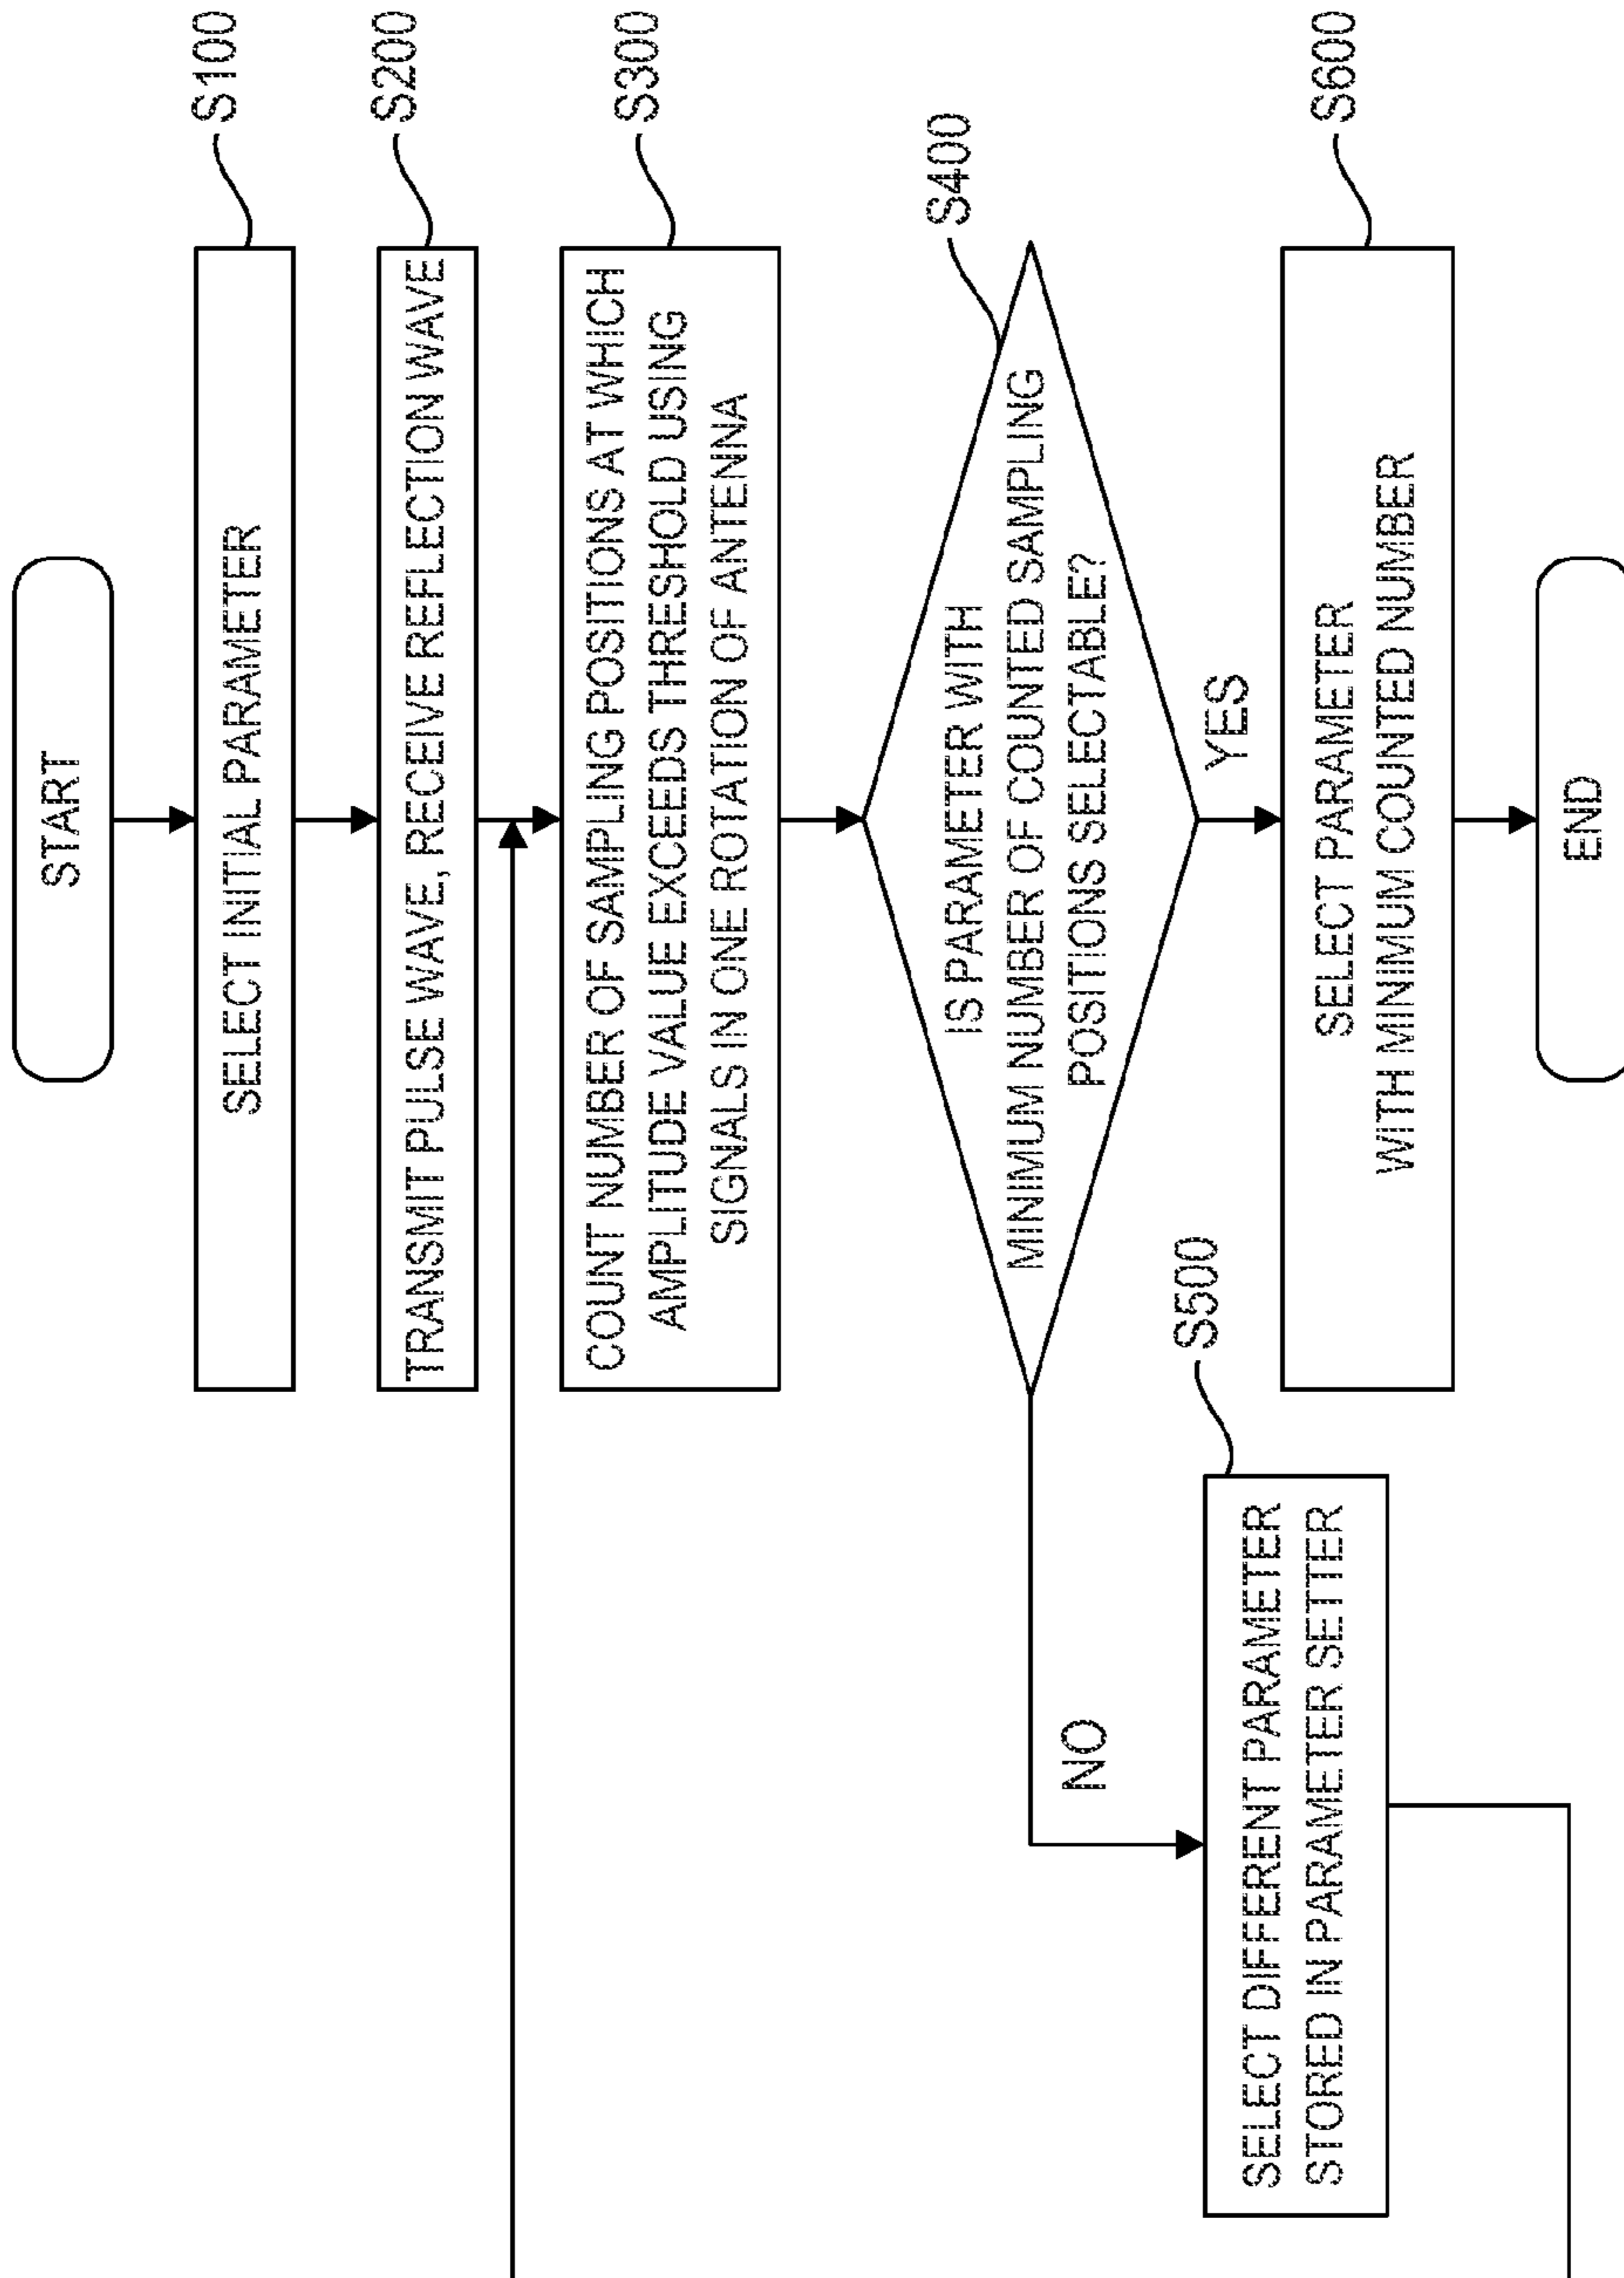 START
SELECT INITIAL PARAMETER
S100
TRANSMIT PULSE WAVE, RECEIVE REFLECTION WAVE
S200
COUNT NUMBER OF SAMPLING POSITIONS AT WHICH
AMPLITUDE VALUE EXCEEDS THRESHOLD USING
SIGNALS IN ONE ROTATION OF ANTENNA
S300
IS PARAMETER WITH
MINIMUM NUMBER OF COUNTED SAMPLING
POSITIONS SELECTABLE?
S400
NO
YES
SELECT DIFFERENT PARAMETER
STORED IN PARAMETER SETTER
S500
SELECT PARAMETER
WITH MINIMUM COUNTED NUMBER
S600
END